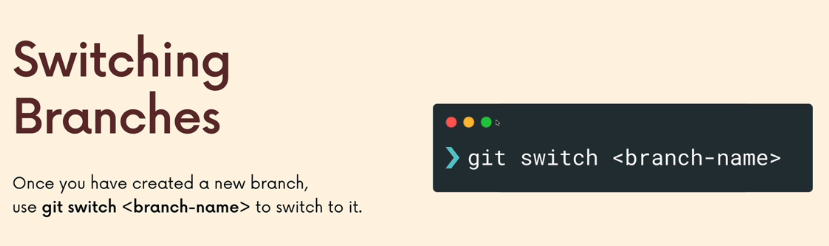 Switching
Branches
Once you have created a new branch,
use git switch <branch-name> to switch to it.
❯ git switch <branch-name>